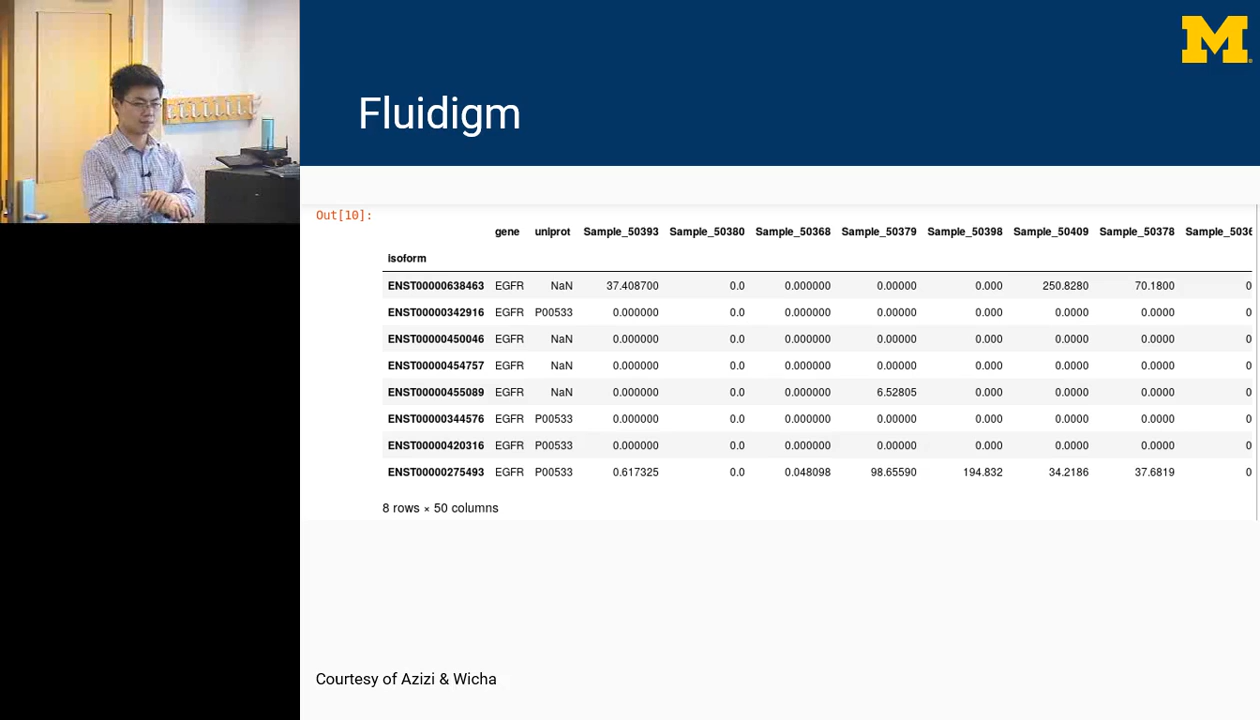 M
Fluidigm
Out[10]:
gene uniprot Sample_50393 Sample_50380 Sample_50368 Sample_50379 Sample_50398 Sample_50409 Sample_50378 Sample_5036
isoform
ENST00000638463 EGFR NaN 37.408700 0.0 0.000000 0.00000 0.000 250.8280 70.1800 0
ENST00000342916 EGFR P00533 0.000000 0.0 0.000000 0.00000 0.000 0.0000 0.0000 0
ENST00000450046 EGFR NaN 0.000000 0.0 0.000000 0.00000 0.000 0.0000 0.0000 0
ENST00000454757 EGFR NaN 0.000000 0.0 0.000000 0.00000 0.000 0.0000 0.0000 0
ENST00000455089 EGFR NaN 0.000000 0.0 0.000000 6.52805 0.000 0.0000 0.0000 0
ENST00000344576 EGFR P00533 0.000000 0.0 0.000000 0.00000 0.000 0.0000 0.0000 0
ENST00000420316 EGFR P00533 0.000000 0.0 0.000000 0.00000 0.000 0.0000 0.0000 0
ENST00000275493 EGFR P00533 0.617325 0.0 0.048098 98.65590 194.832 34.2186 37.6819 0
8 rows × 50 columns
Courtesy of Azizi & Wicha